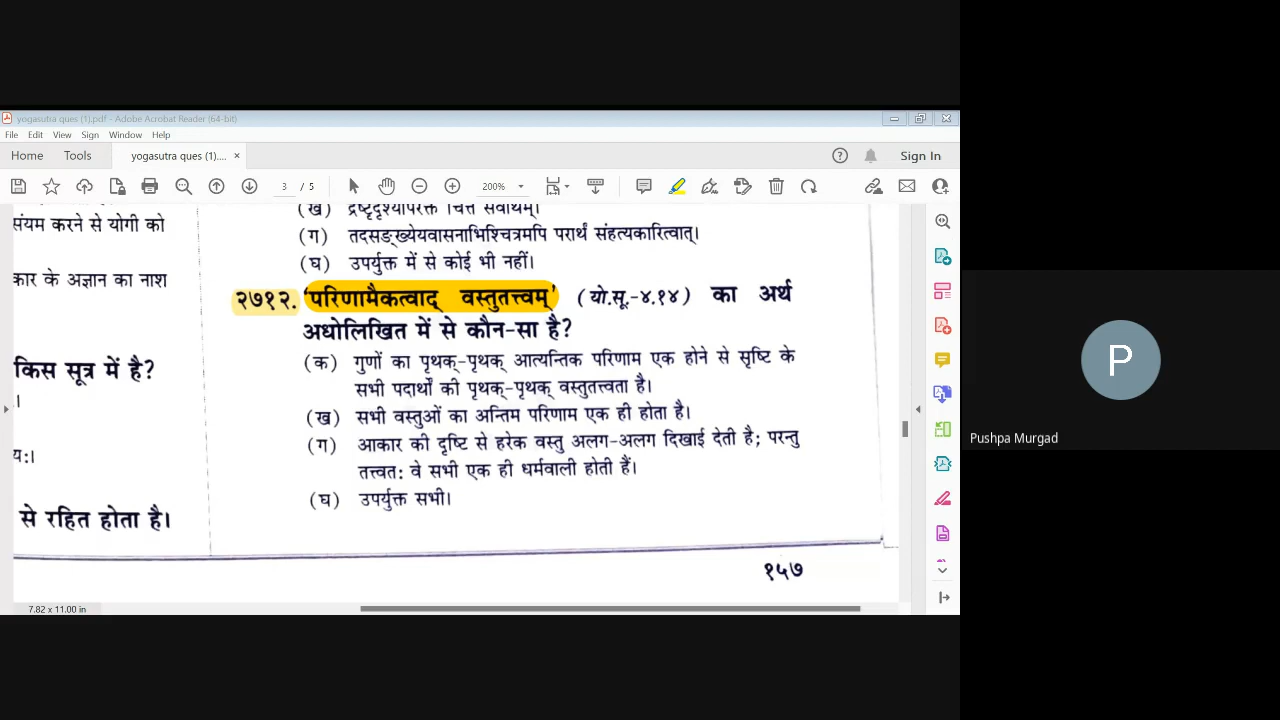 yogasutra ques (1).pdf - Adobe Acrobat Reader (64-bit)
File Edit View Sign Window Help
Home Tools yogasutra ques (1).... × Sign In
3 / 5 200%
संयम करने से योगी को
कार के अज्ञान का नाश
किस सूत्र में है?
।
यः।
से रहित होता है।
(ख) द्रष्टृदृश्योपरक्तं चित्तं सर्वार्थम्।
(ग) तदसङ्ख्येयवासनाभिश्चित्रमपि परार्थं संहत्यकारित्वात्।
(घ) उपर्युक्त में से कोई भी नहीं।
२७१२. 'परिणामैकत्वाद् वस्तुतत्त्वम्' (यो.सू.-४.१४) का अर्थ
अधोलिखित में से कौन-सा है?
(क) गुणों का पृथक्-पृथक् आत्यन्तिक परिणाम एक होने से सृष्टि के
सभी पदार्थों की पृथक्-पृथक् वस्तुतत्त्वता है।
(ख) सभी वस्तुओं का अन्तिम परिणाम एक ही होता है।
(ग) आकार की दृष्टि से हरेक वस्तु अलग-अलग दिखाई देती है; परन्तु
तत्त्वतः वे सभी एक ही धर्मवाली होती हैं।
(घ) उपर्युक्त सभी।
१५७
7.82 x 11.00 in
P
Pushpa Murgad